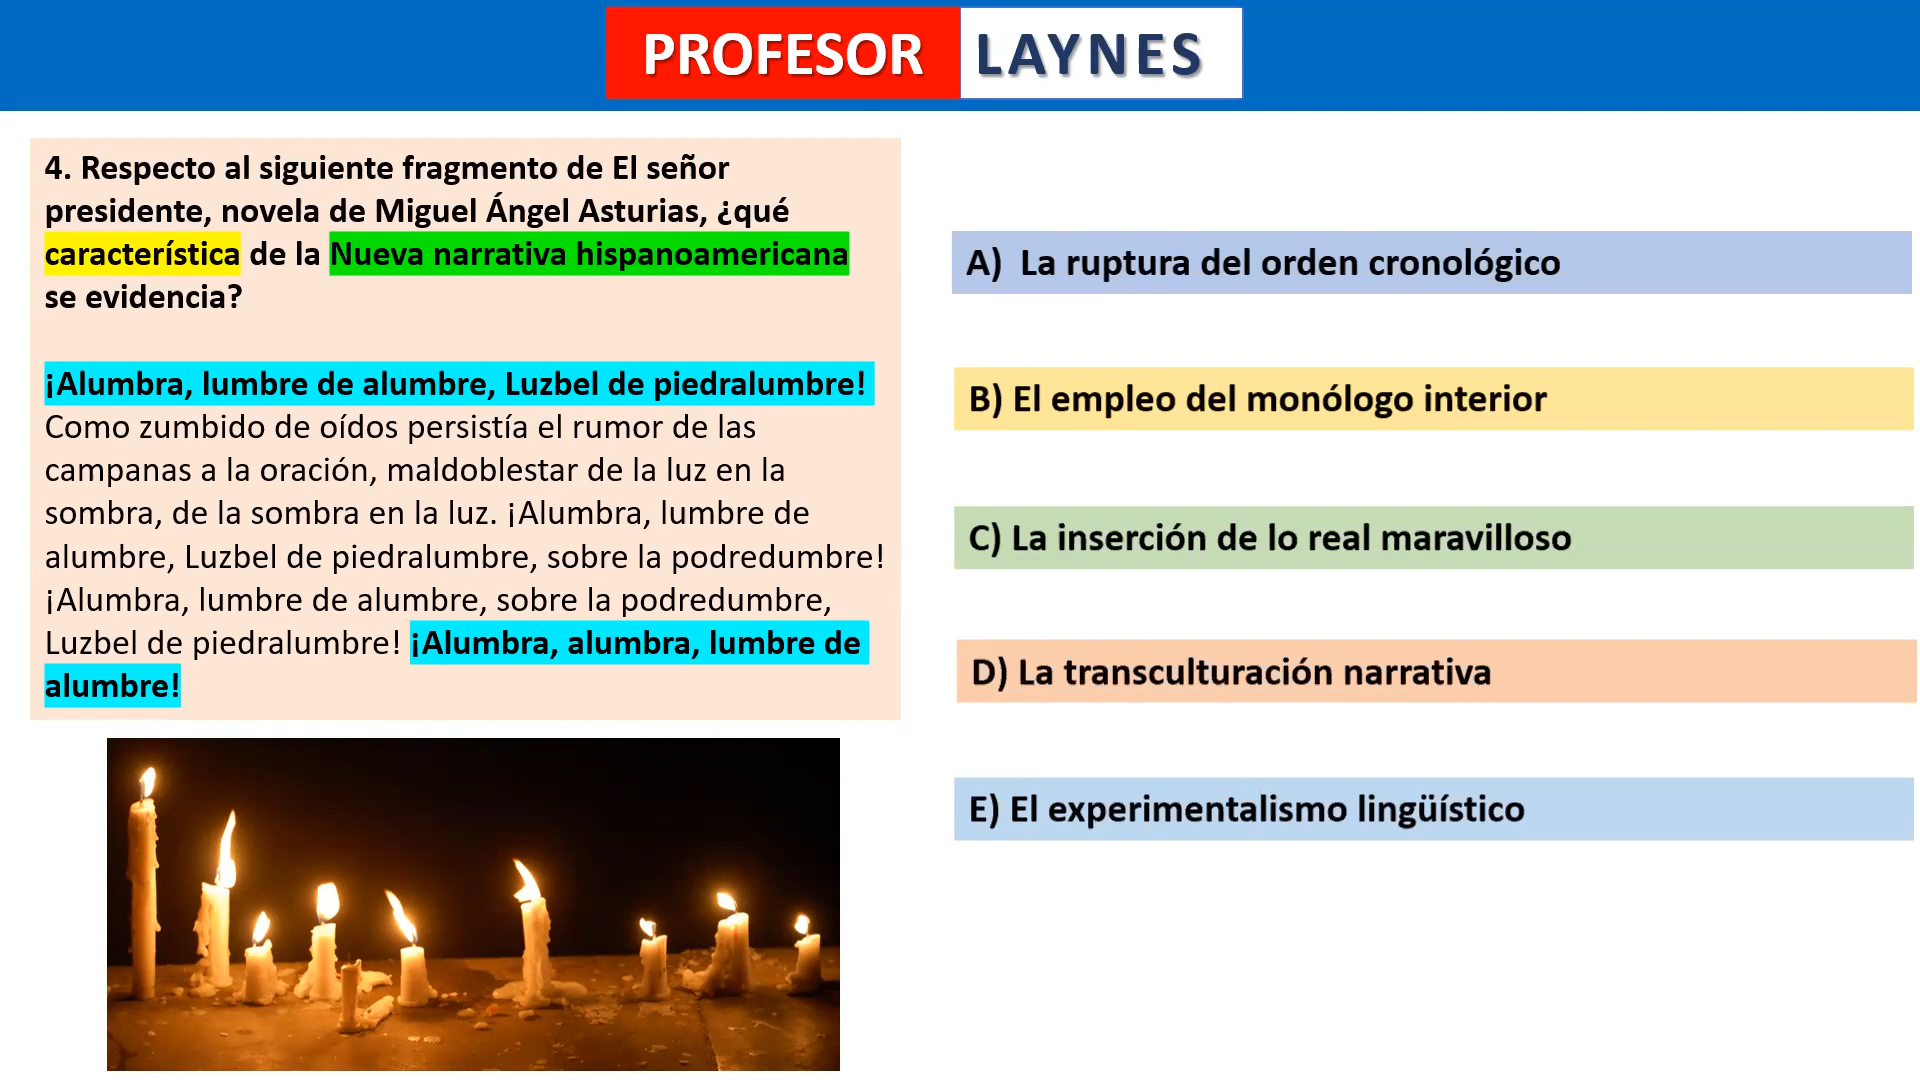 PROFESOR LAYNES
4. Respecto al siguiente fragmento de El señor
presidente, novela de Miguel Ángel Asturias, ¿qué
característica de la Nueva narrativa hispanoamericana
se evidencia?
¡Alumbra, lumbre de alumbre, Luzbel de piedralumbre!
Como zumbido de oídos persistía el rumor de las
campanas a la oración, maldoblestar de la luz en la
sombra, de la sombra en la luz. ¡Alumbra, lumbre de
alumbre, Luzbel de piedralumbre, sobre la podredumbre!
¡Alumbra, lumbre de alumbre, sobre la podredumbre,
Luzbel de piedralumbre! ¡Alumbra, alumbra, lumbre de
alumbre!
A) La ruptura del orden cronológico
B) El empleo del monólogo interior
C) La inserción de lo real maravilloso
D) La transculturación narrativa
E) El experimentalismo lingüístico